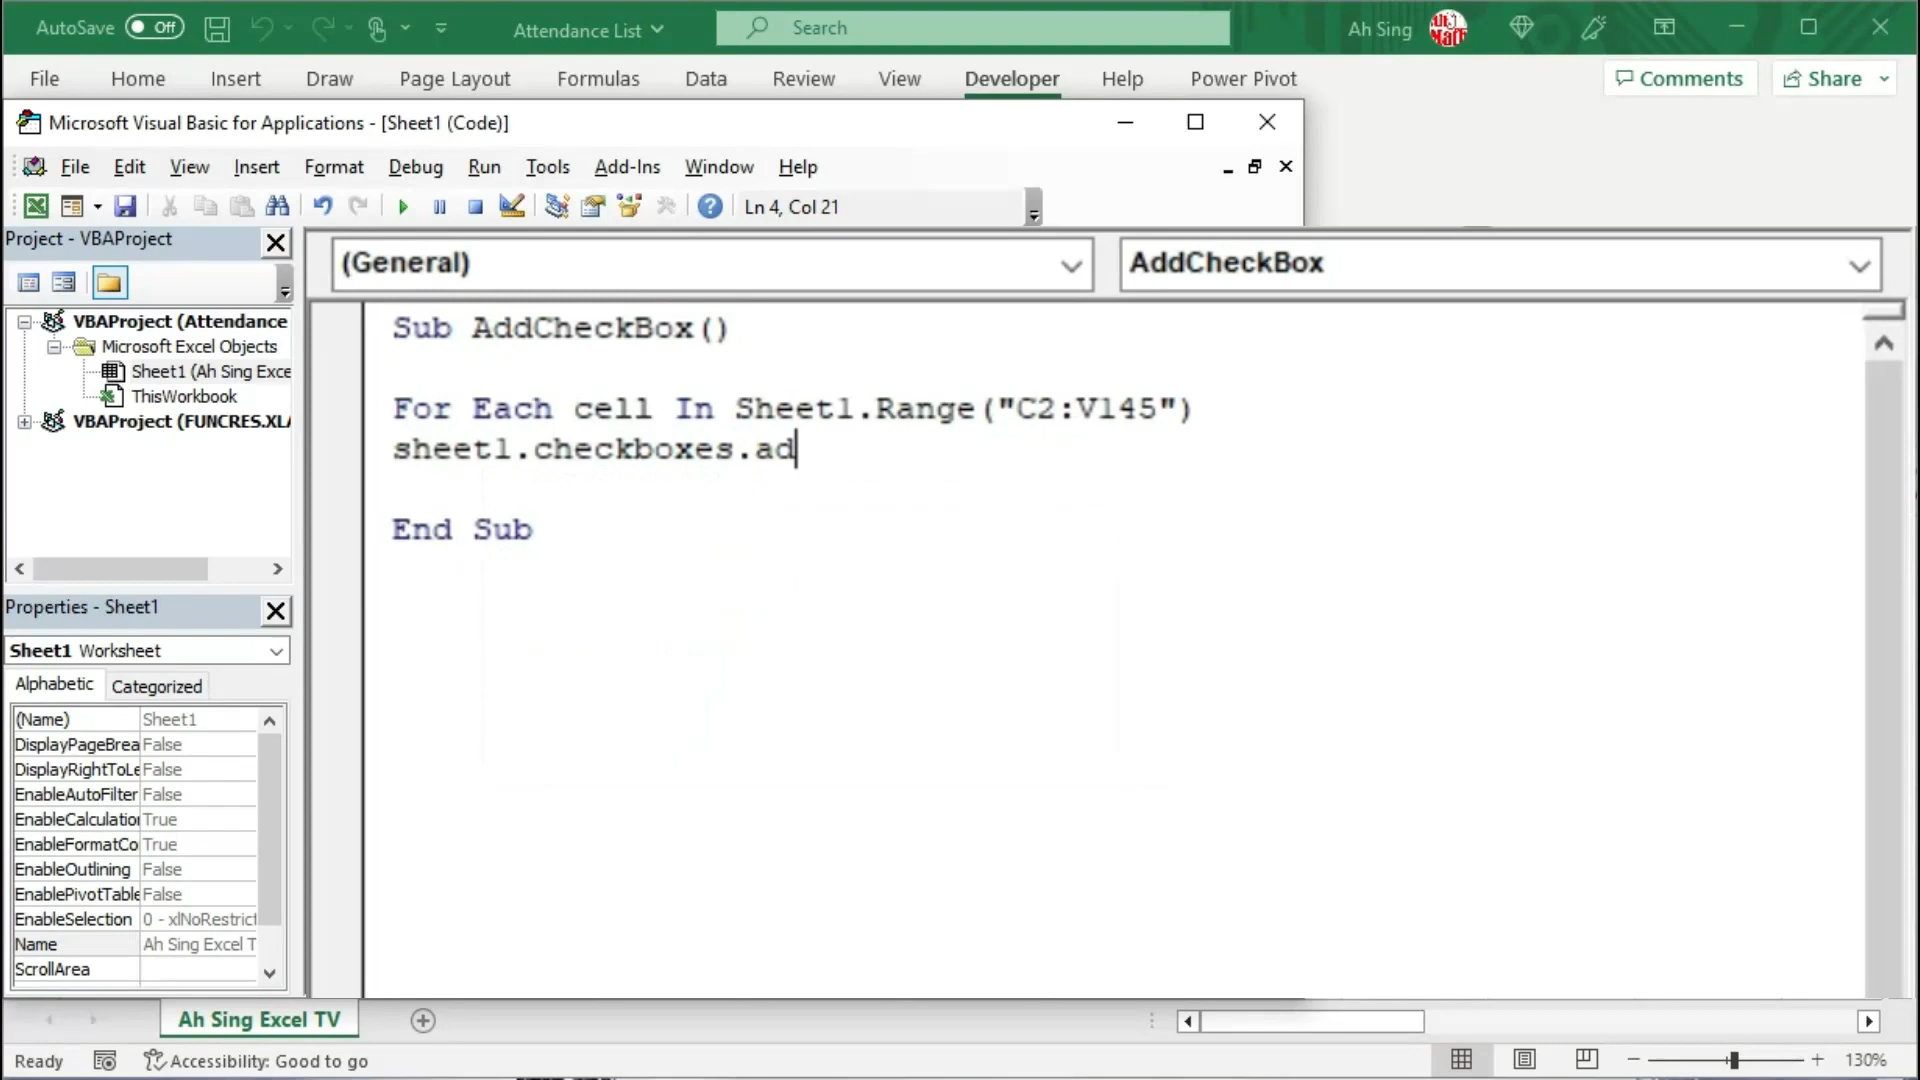 AutoSave Off Attendance List Search Ah Sing
File Home Insert Draw Page Layout Formulas Data Review View Developer Help Power Pivot Comments Share
Microsoft Visual Basic for Applications - [Sheet1 (Code)]
File Edit View Insert Format Debug Run Tools Add-Ins Window Help
Ln 4, Col 21
Project - VBAProject
(General) AddCheckBox
VBAProject (Attendance
Microsoft Excel Objects
Sheet1 (Ah Sing Exce
ThisWorkbook
VBAProject (FUNCRES.XL
Sub AddCheckBox()
For Each cell In Sheet1.Range("C2:V145")
sheet1.checkboxes.ad
End Sub
Properties - Sheet1
Sheet1 Worksheet
Alphabetic Categorized
(Name) Sheet1
DisplayPageBrea False
DisplayRightToLe False
EnableAutoFilter False
EnableCalculatio True
EnableFormatCo True
EnableOutlining False
EnablePivotTable False
EnableSelection 0 - xlNoRestrict
Name Ah Sing Excel T
ScrollArea
Ah Sing Excel TV
Ready Accessibility: Good to go 130%